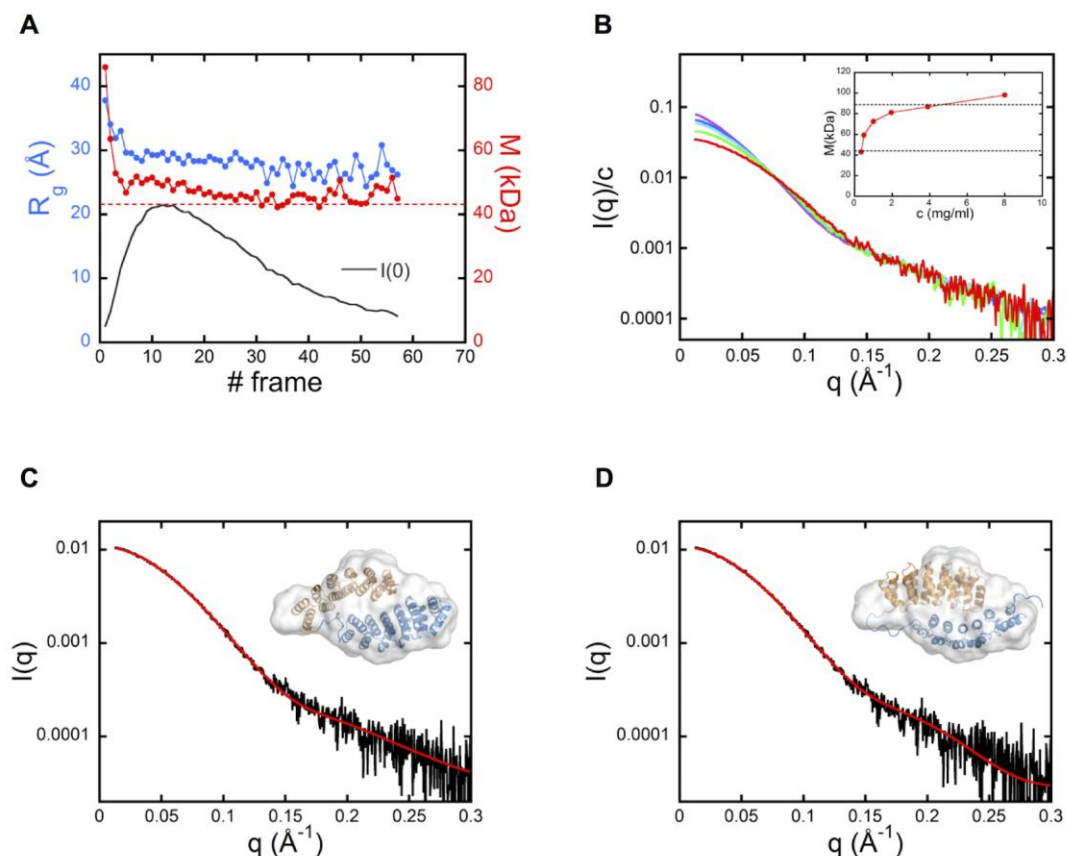 A
R_g (Å)
40
30
20
10
0
80
60
40
20
0
M (kDa)
I(0)
0 10 20 30 40 50 60 70
# frame
B
I(q)/c
0.1
0.01
0.001
0.0001
M(kDa)
120
100
80
60
40
20
0
0 2 4 6 8 10
c (mg/ml)
0 0.05 0.1 0.15 0.2 0.25 0.3
q (Å⁻¹)
C
I(q)
0.01
0.001
0.0001
0 0.05 0.1 0.15 0.2 0.25 0.3
q (Å⁻¹)
D
I(q)
0.01
0.001
0.0001
0 0.05 0.1 0.15 0.2 0.25 0.3
q (Å⁻¹)